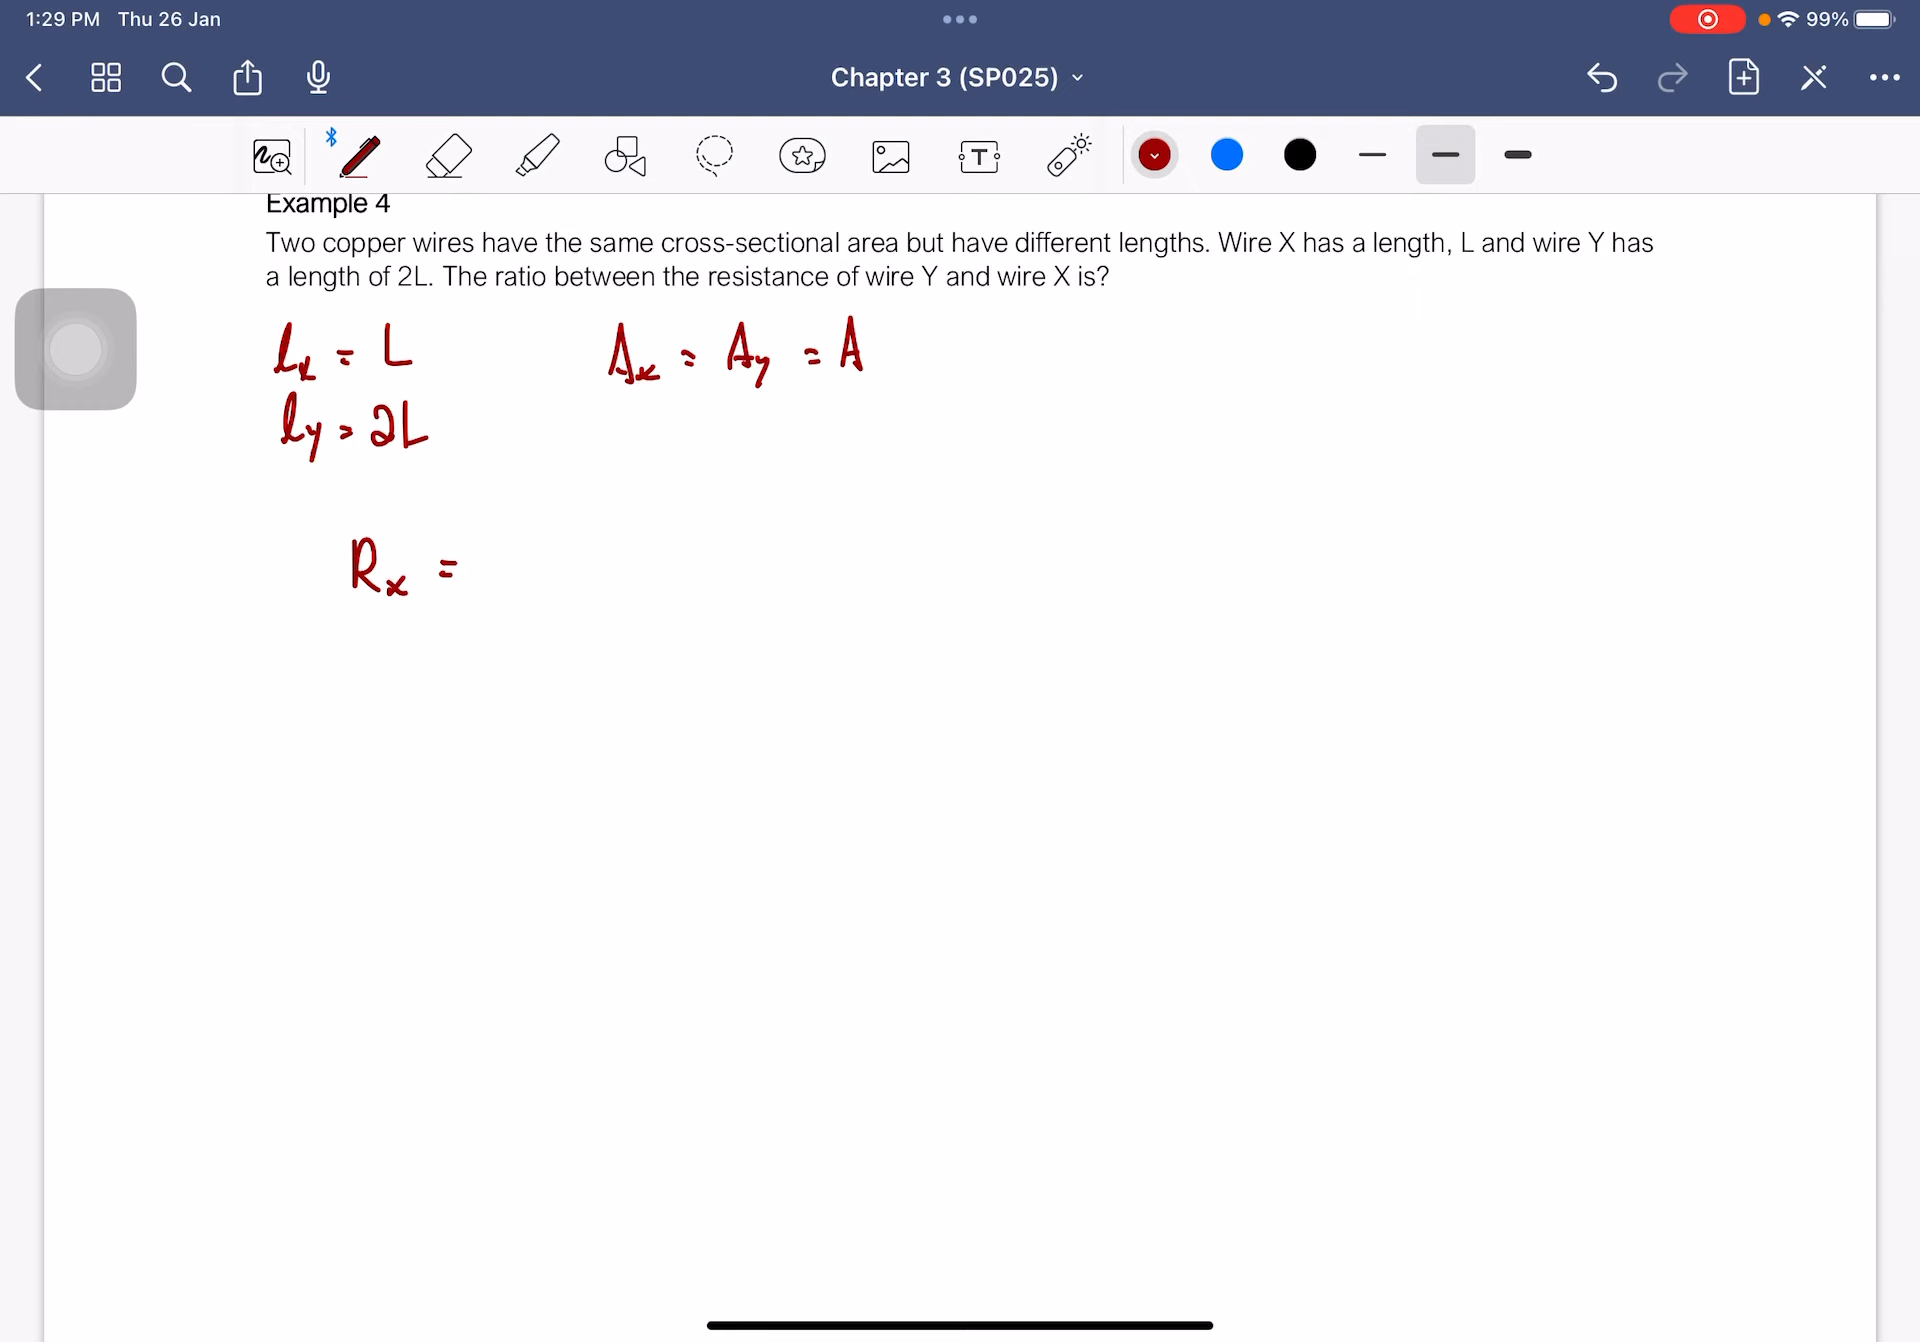 1:29 PM Thu 26 Jan
99%
Chapter 3 (SP025)
T
Example 4
Two copper wires have the same cross-sectional area but have different lengths. Wire X has a length, L and wire Y has
a length of 2L. The ratio between the resistance of wire Y and wire X is?
lx = L
Ax = Ay = A
ly = 2L
Rx =